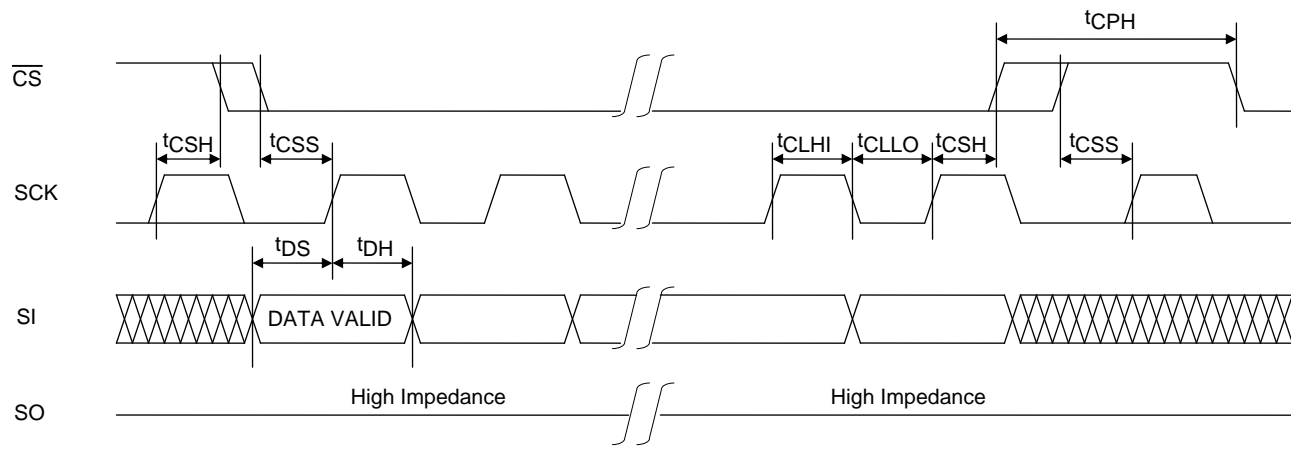 tCPH
CS
tCSH
tCSS
tCLHI
tCLLO
tCSH
tCSS
SCK
tDS
tDH
SI
DATA VALID
High Impedance
High Impedance
SO